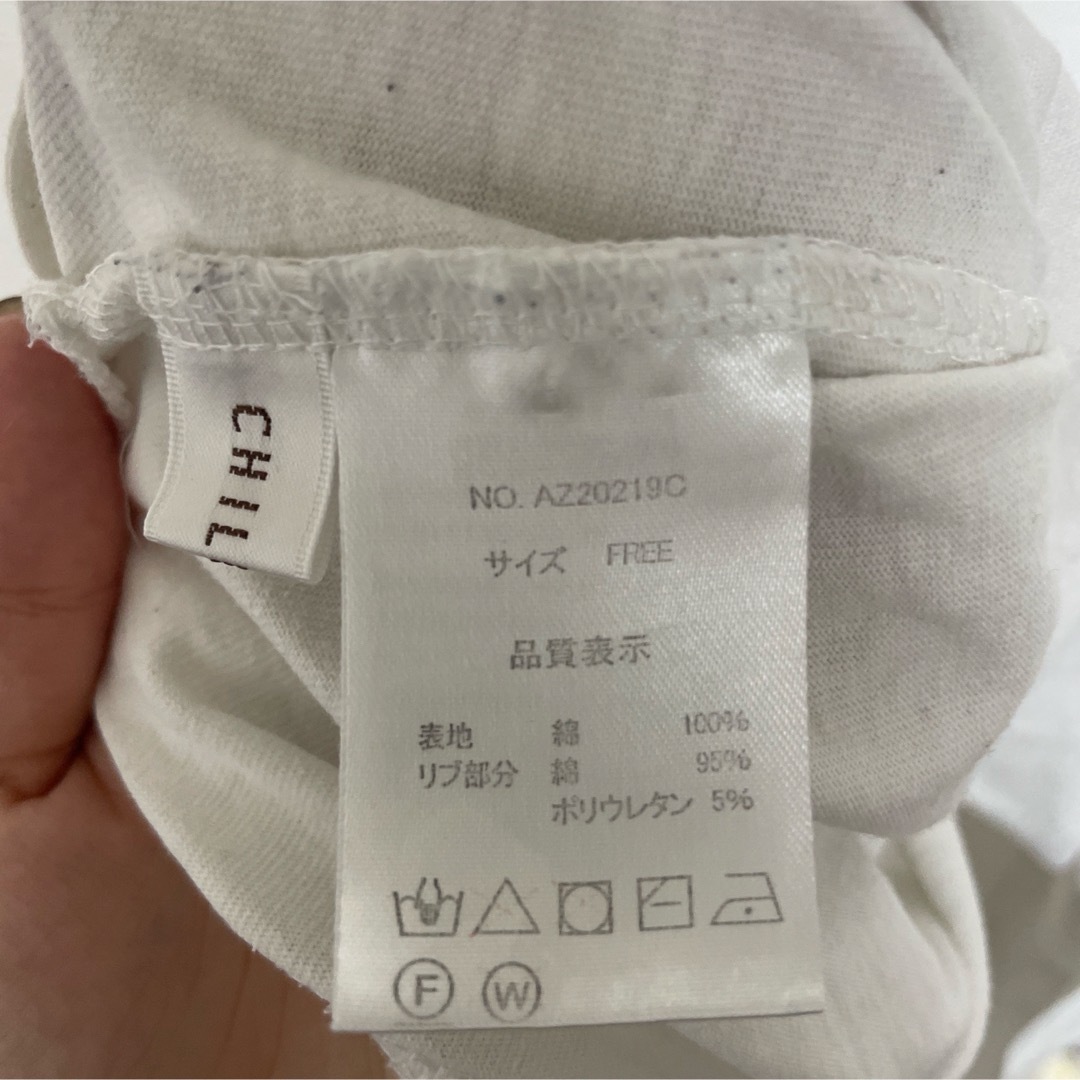 CHIL
NO. AZ20219C
サイズ FREE
品質表示
表地 綿 100%
リブ部分 綿 95%
ポリウレタン 5%
F W